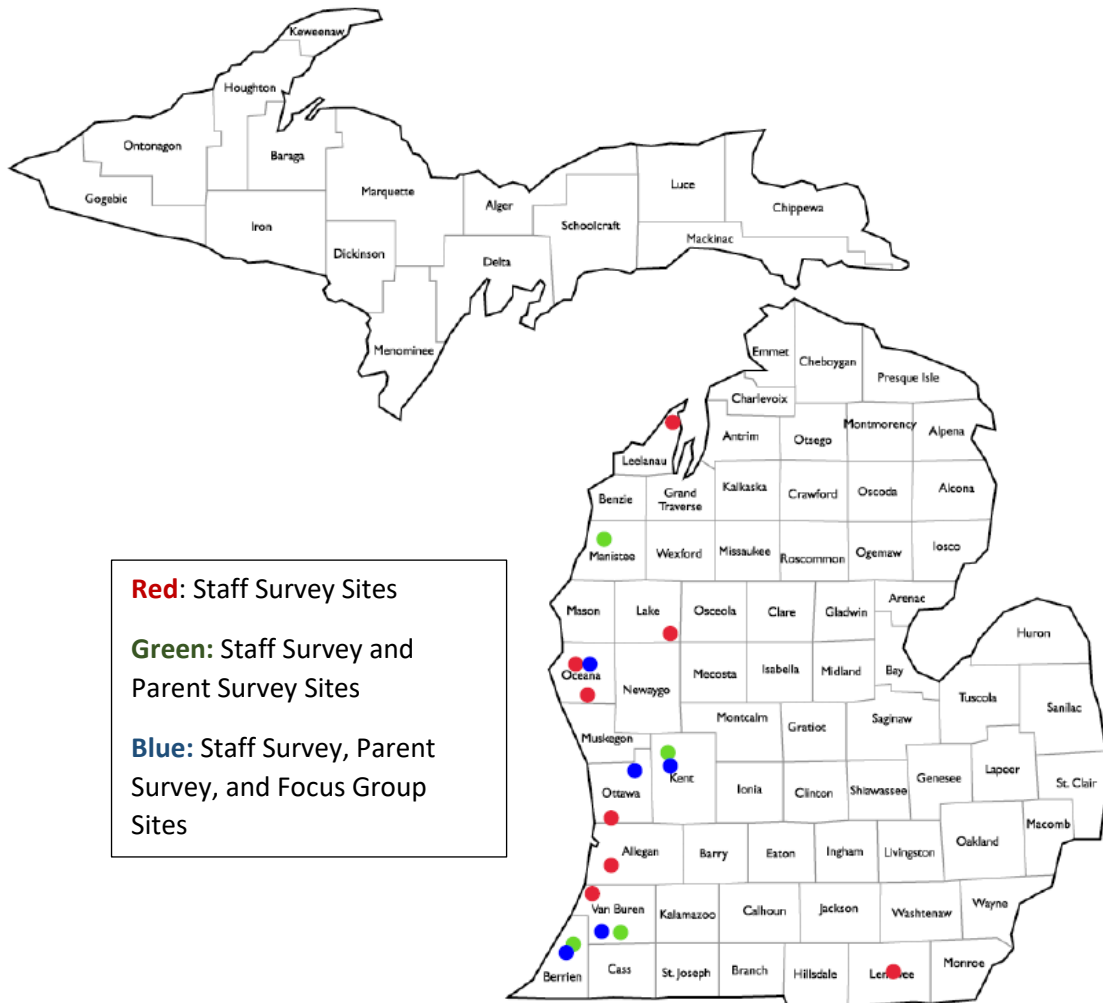 Keweenaw
Houghton
Ontonagon
Baraga
Gogebic
Marquette
Iron
Alger
Luce
Chippewa
Schoolcraft
Mackinac
Dickinson
Delta
Menominee
Emmet
Cheboygan
Presque Isle
Charlevoix
Antrim
Otsego
Montmorency
Alpena
Leelanau
Benzie
Grand
Traverse
Kalkaska
Crawford
Oscoda
Alcona
Manistee
Wexford
Missaukee
Roscommon
Ogemaw
Iosco
Red: Staff Survey Sites
Green: Staff Survey and
Parent Survey Sites
Blue: Staff Survey, Parent
Survey, and Focus Group
Sites
Mason
Lake
Osceola
Clare
Gladwin
Arenac
Huron
Oceana
Newaygo
Mecosta
Isabella
Midland
Bay
Tuscola
Sanilac
Muskegon
Montcalm
Gratiot
Saginaw
Ottawa
Kent
Ionia
Clinton
Shiawassee
Genesee
Lapeer
St. Clair
Allegan
Barry
Eaton
Ingham
Livingston
Oakland
Macomb
Van Buren
Kalamazoo
Calhoun
Jackson
Washtenaw
Wayne
Berrien
Cass
St. Joseph
Branch
Hillsdale
Lenawee
Monroe